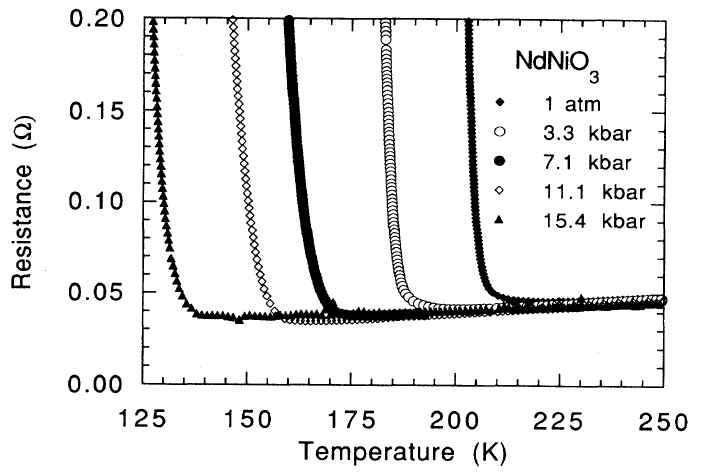 0.20
0.15
0.10
0.05
0.00
Resistance (Ω)
NdNiO3
1 atm
3.3 kbar
7.1 kbar
11.1 kbar
15.4 kbar
125 150 175 200 225 250
Temperature (K)